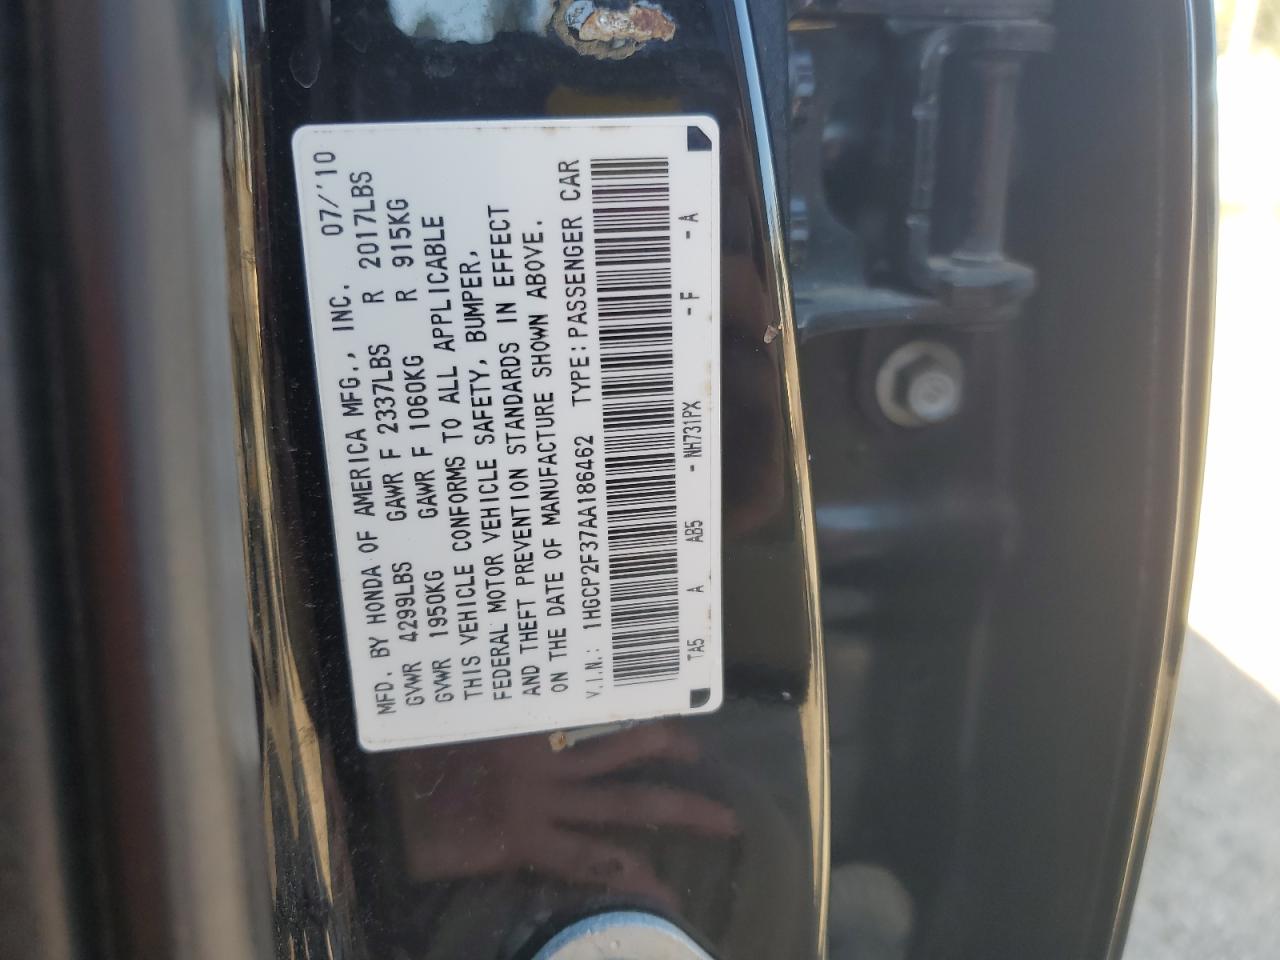 MFD. BY HONDA OF AMERICA MFG., INC. 07/'10
GVWR 4299LBS GAWR F 2337LBS R 2017LBS
GVWR 1950KG GAWR F 1060KG R 915KG
THIS VEHICLE CONFORMS TO ALL APPLICABLE
FEDERAL MOTOR VEHICLE SAFETY, BUMPER,
AND THEFT PREVENTION STANDARDS IN EFFECT
ON THE DATE OF MANUFACTURE SHOWN ABOVE.
V.I.N.: 1HGCP2F37AA186462 TYPE: PASSENGER CAR
TA5 A AB5 - NH731PX - F - A